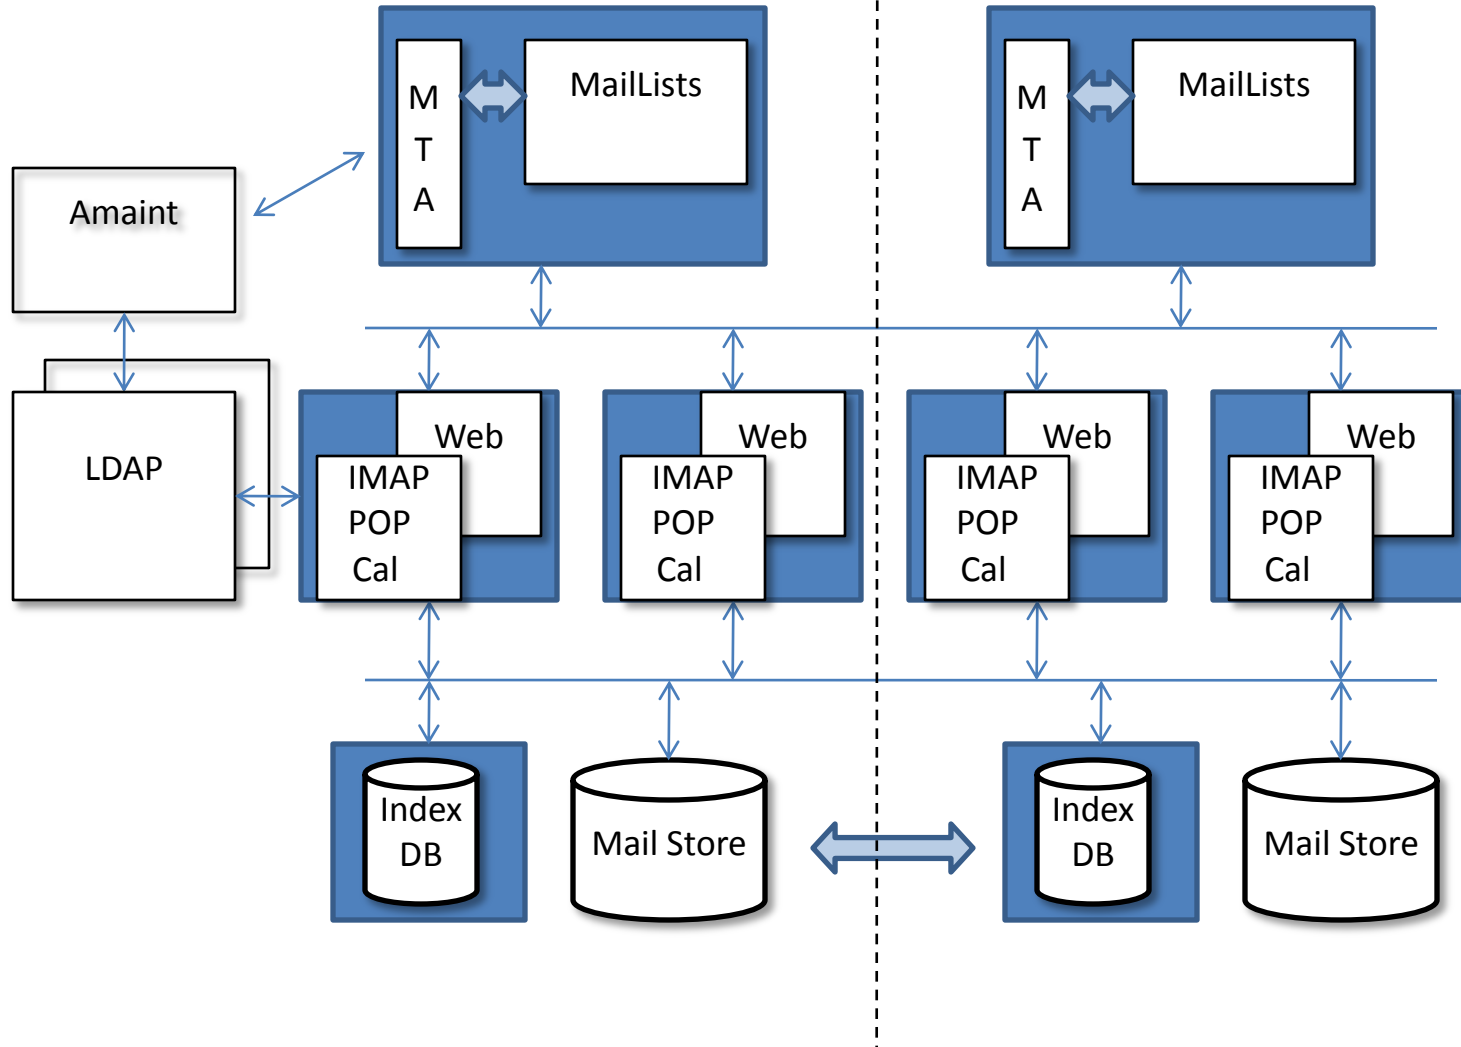 M
T
A
MailLists
M
T
A
MailLists
Amaint
LDAP
Web
IMAP
POP
Cal
Web
IMAP
POP
Cal
Web
IMAP
POP
Cal
Web
IMAP
POP
Cal
Index
DB
Mail Store
Index
DB
Mail Store